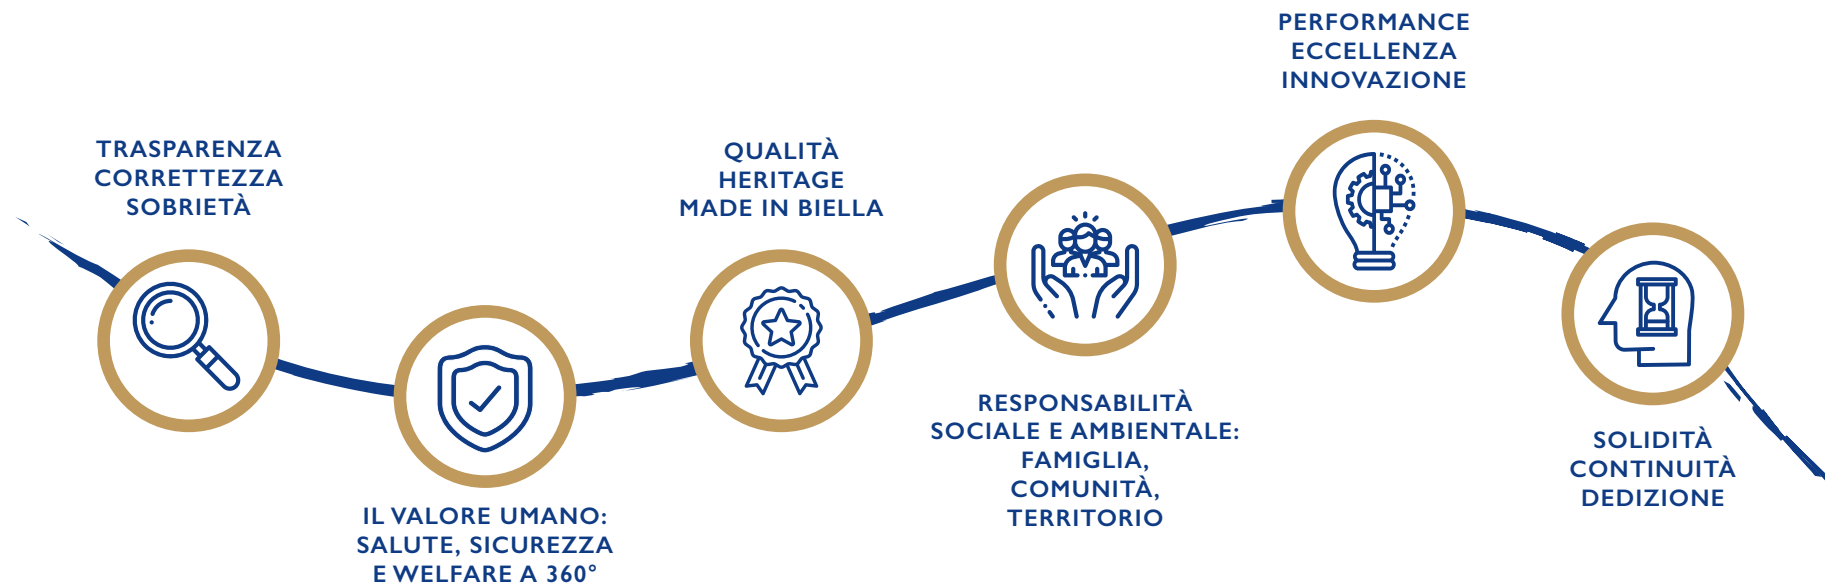 TRASPARENZA
CORRETTEZZA
SOBRIETÀ
IL VALORE UMANO:
SALUTE, SICUREZZA
E WELFARE A 360°
QUALITÀ
HERITAGE
MADE IN BIELLA
RESPONSABILITÀ
SOCIALE E AMBIENTALE:
FAMIGLIA,
COMUNITÀ,
TERRITORIO
PERFORMANCE
ECCELLENZA
INNOVAZIONE
SOLIDITÀ
CONTINUITÀ
DEDIZIONE